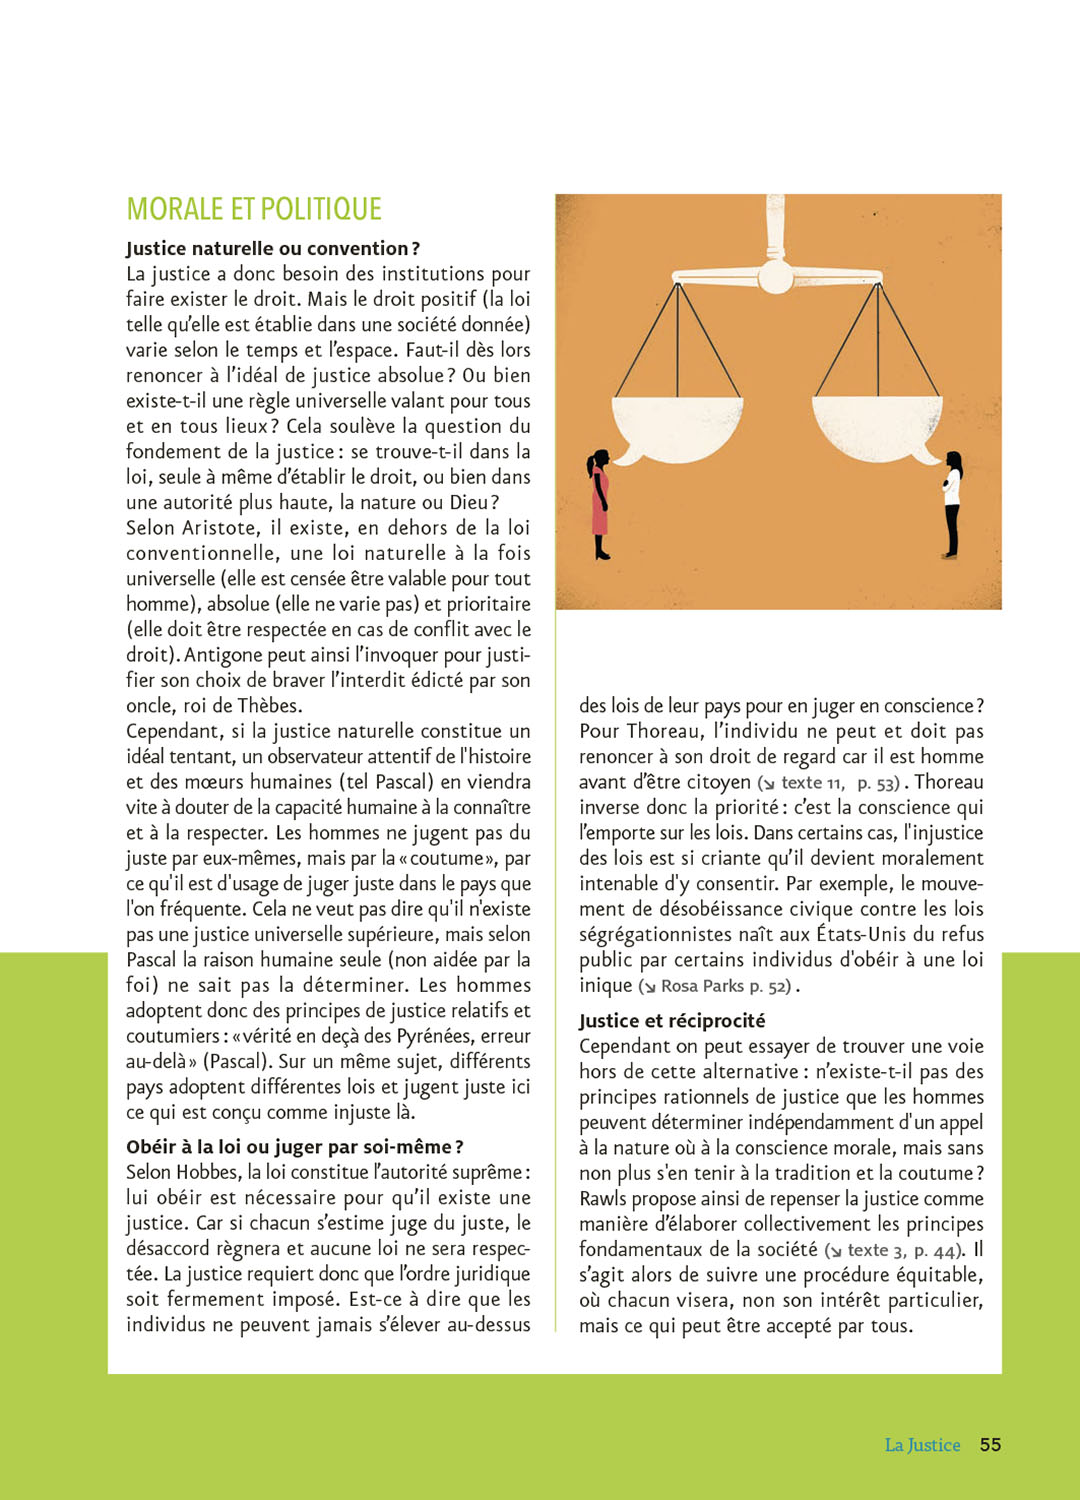 MORALE ET POLITIQUE
Justice naturelle ou convention ?
La justice a donc besoin des institutions pour
faire exister le droit. Mais le droit positif (la loi
telle qu’elle est établie dans une société donnée)
varie selon le temps et l’espace. Faut-il dès lors
renoncer à l’idéal de justice absolue ? Ou bien
existe-t-il une règle universelle valant pour tous
et en tous lieux ? Cela soulève la question du
fondement de la justice : se trouve-t-il dans la
loi, seule à même d’établir le droit, ou bien dans
une autorité plus haute, la nature ou Dieu ?
Selon Aristote, il existe, en dehors de la loi
conventionnelle, une loi naturelle à la fois
universelle (elle est censée être valable pour tout
homme), absolue (elle ne varie pas) et prioritaire
(elle doit être respectée en cas de conflit avec le
droit). Antigone peut ainsi l’invoquer pour justi-
fier son choix de braver l’interdit édicté par son
oncle, roi de Thèbes.
Cependant, si la justice naturelle constitue un
idéal tentant, un observateur attentif de l'histoire
et des mœurs humaines (tel Pascal) en viendra
vite à douter de la capacité humaine à la connaître
et à la respecter. Les hommes ne jugent pas du
juste par eux-mêmes, mais par la « coutume », par
ce qu'il est d'usage de juger juste dans le pays que
l'on fréquente. Cela ne veut pas dire qu'il n'existe
pas une justice universelle supérieure, mais selon
Pascal la raison humaine seule (non aidée par la
foi) ne sait pas la déterminer. Les hommes
adoptent donc des principes de justice relatifs et
coutumiers : « vérité en deçà des Pyrénées, erreur
au-delà » (Pascal). Sur un même sujet, différents
pays adoptent différentes lois et jugent juste ici
ce qui est conçu comme injuste là.
Obéir à la loi ou juger par soi-même ?
Selon Hobbes, la loi constitue l’autorité suprême :
lui obéir est nécessaire pour qu’il existe une
justice. Car si chacun s’estime juge du juste, le
désaccord règnera et aucune loi ne sera respec-
tée. La justice requiert donc que l’ordre juridique
soit fermement imposé. Est-ce à dire que les
individus ne peuvent jamais s’élever au-dessus
des lois de leur pays pour en juger en conscience ?
Pour Thoreau, l’individu ne peut et doit pas
renoncer à son droit de regard car il est homme
avant d’être citoyen (↘ texte 11, p. 53) . Thoreau
inverse donc la priorité : c’est la conscience qui
l’emporte sur les lois. Dans certains cas, l'injustice
des lois est si criante qu’il devient moralement
intenable d'y consentir. Par exemple, le mouve-
ment de désobéissance civique contre les lois
ségrégationnistes naît aux États-Unis du refus
public par certains individus d'obéir à une loi
inique (↘ Rosa Parks p. 52) .
Justice et réciprocité
Cependant on peut essayer de trouver une voie
hors de cette alternative : n’existe-t-il pas des
principes rationnels de justice que les hommes
peuvent déterminer indépendamment d'un appel
à la nature où à la conscience morale, mais sans
non plus s'en tenir à la tradition et la coutume ?
Rawls propose ainsi de repenser la justice comme
manière d’élaborer collectivement les principes
fondamentaux de la société (↘ texte 3, p. 44). Il
s’agit alors de suivre une procédure équitable,
où chacun visera, non son intérêt particulier,
mais ce qui peut être accepté par tous.
La Justice 55